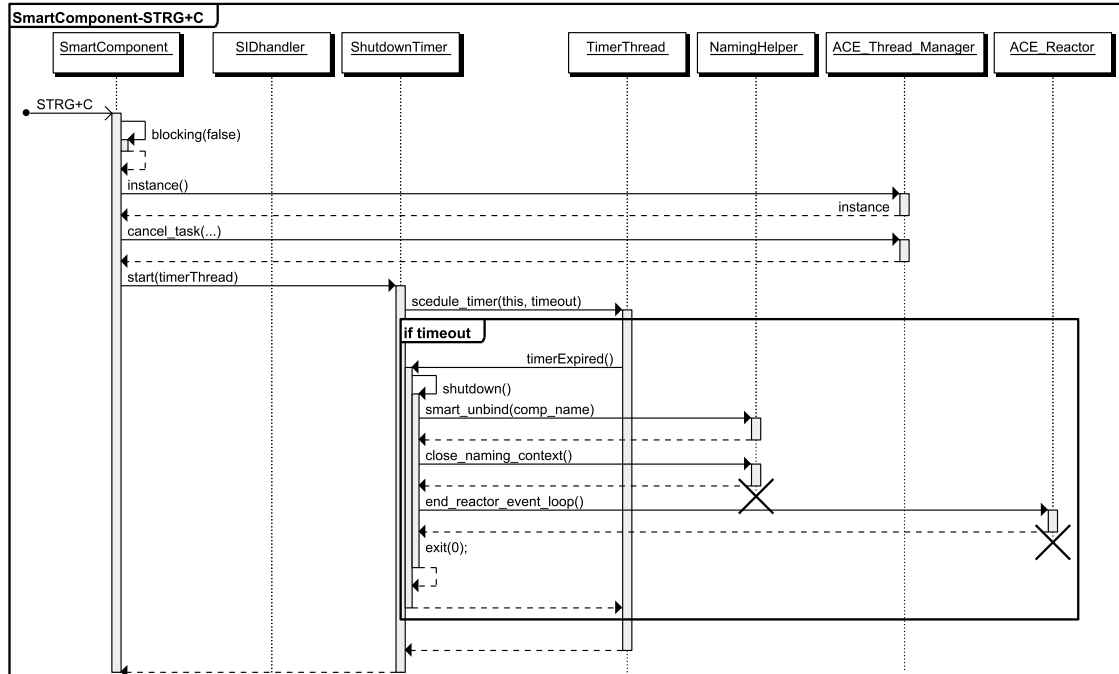 SmartComponent-STRG+C
SmartComponent SIDhandler ShutdownTimer TimerThread NamingHelper ACE_Thread_Manager ACE_Reactor
STRG+C
blocking(false)
instance()
instance
cancel_task(...)
start(timerThread)
scedule_timer(this, timeout)
if timeout
timerExpired()
shutdown()
smart_unbind(comp_name)
close_naming_context()
end_reactor_event_loop()
exit(0);